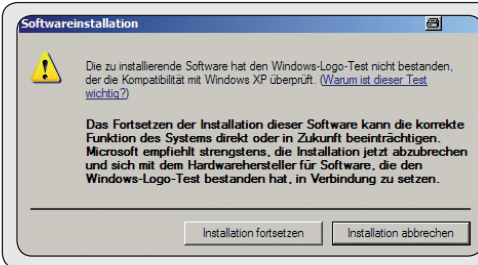 Softwareinstallation
Die zu installierende Software hat den Windows-Logo-Test nicht bestanden,
der die Kompatibilität mit Windows XP überprüft. (Warum ist dieser Test
wichtig?)
Das Fortsetzen der Installation dieser Software kann die korrekte
Funktion des Systems direkt oder in Zukunft beeinträchtigen.
Microsoft empfiehlt strengstens, die Installation jetzt abzubrechen
und sich mit dem Hardwarehersteller für Software, die den
Windows-Logo-Test bestanden hat, in Verbindung zu setzen.
Installation fortsetzen Installation abbrechen